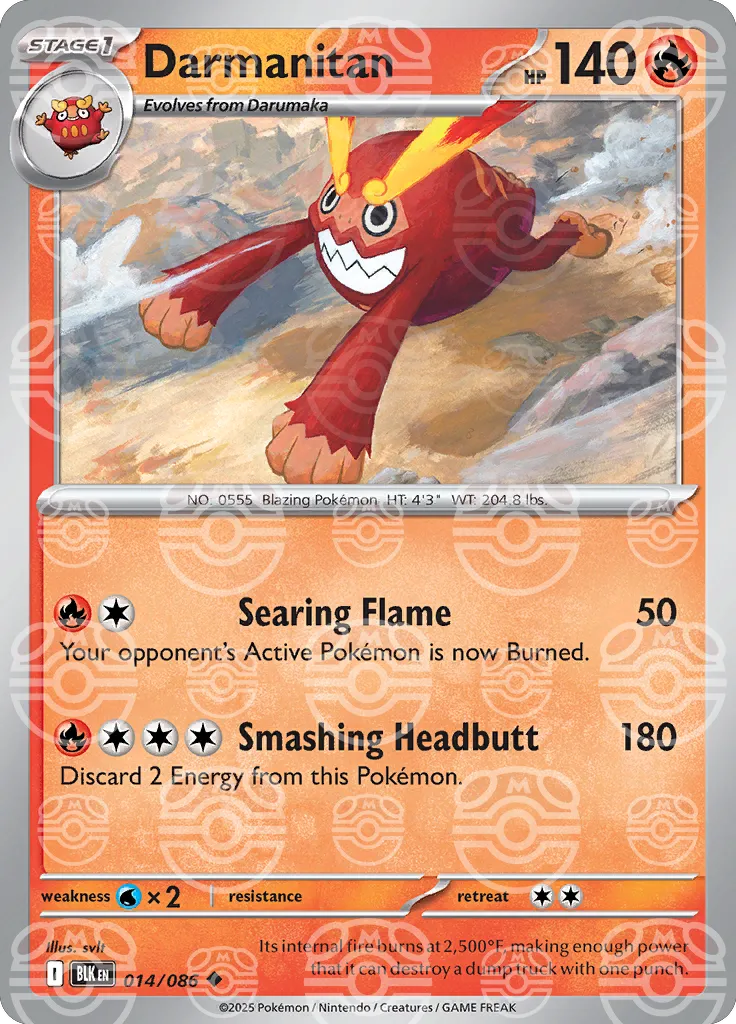 STAGE1
Darmanitan
HP 140
Evolves from Darumaka
NO. 0555 Blazing Pokémon HT: 4'3" WT: 204.8 lbs.
Searing Flame 50
Your opponent's Active Pokémon is now Burned.
Smashing Headbutt 180
Discard 2 Energy from this Pokémon.
weakness ×2 resistance retreat
Illus. svlt
Its internal fire burns at 2,500°F, making enough power
that it can destroy a dump truck with one punch.
I BLK EN 014/086
©2025 Pokémon / Nintendo / Creatures / GAME FREAK